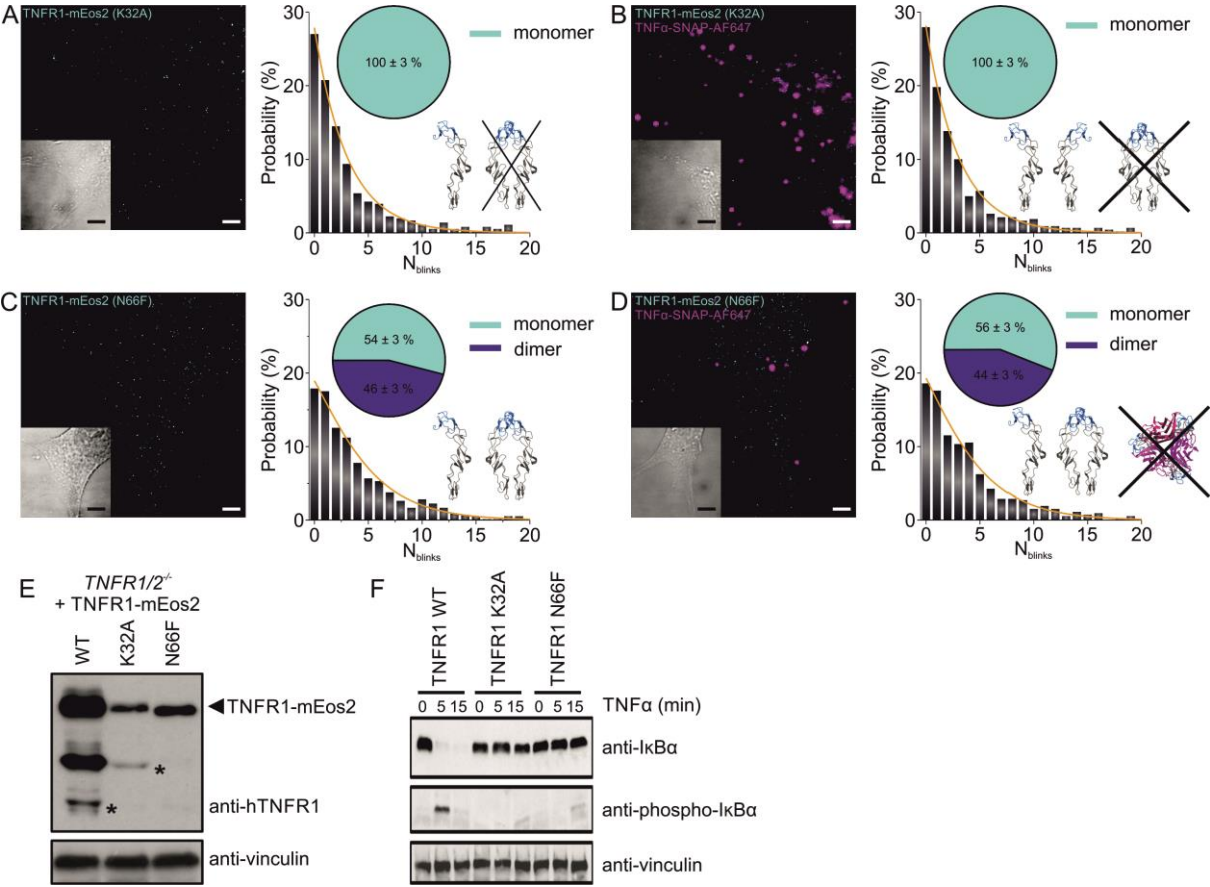 A
TNFR1-mEos2 (K32A)
30
20
10
0
Probability (%)
100 ± 3 %
monomer
0 5 10 15 20
Nblinks
B
TNFR1-mEos2 (K32A)
TNFα-SNAP-AF647
30
20
10
0
Probability (%)
100 ± 3 %
monomer
0 5 10 15 20
Nblinks
C
TNFR1-mEos2 (N66F)
30
20
10
0
Probability (%)
54 ± 3 %
46 ± 3 %
monomer
dimer
0 5 10 15 20
Nblinks
D
TNFR1-mEos2 (N66F)
TNFα-SNAP-AF647
30
20
10
0
Probability (%)
56 ± 3 %
44 ± 3 %
monomer
dimer
0 5 10 15 20
Nblinks
E
TNFR1/2-/-
+ TNFR1-mEos2
WT
K32A
N66F
◀TNFR1-mEos2
*
*
anti-hTNFR1
anti-vinculin
F
TNFR1 WT
TNFR1 K32A
TNFR1 N66F
0 5 15 0 5 15 0 5 15 TNFα (min)
anti-IκBα
anti-phospho-IκBα
anti-vinculin